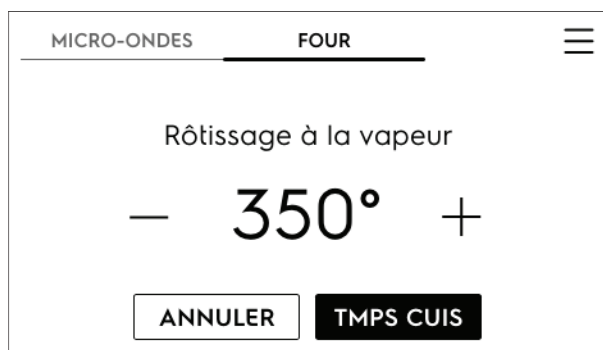 MICRO-ONDES FOUR
Rôtissage à la vapeur
— 350° +
ANNULER TMPS CUIS